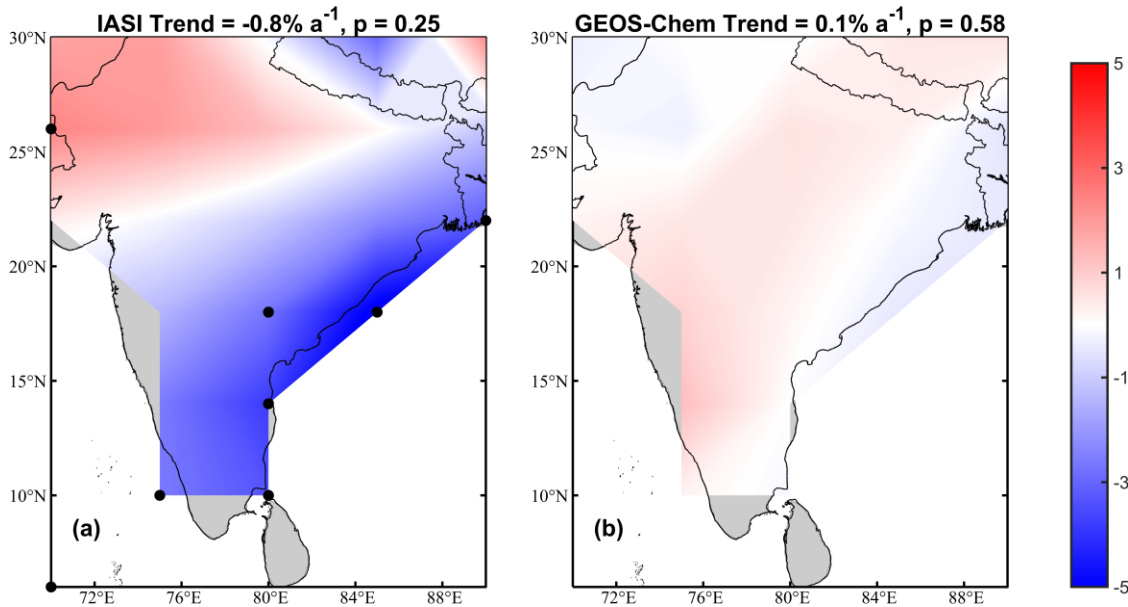 IASI Trend = -0.8% a⁻¹, p = 0.25
GEOS-Chem Trend = 0.1% a⁻¹, p = 0.58
30°N
25°N
20°N
15°N
10°N
(a)
72°E 76°E 80°E 84°E 88°E
30°N
25°N
20°N
15°N
10°N
(b)
72°E 76°E 80°E 84°E 88°E
5
3
1
-1
-3
-5